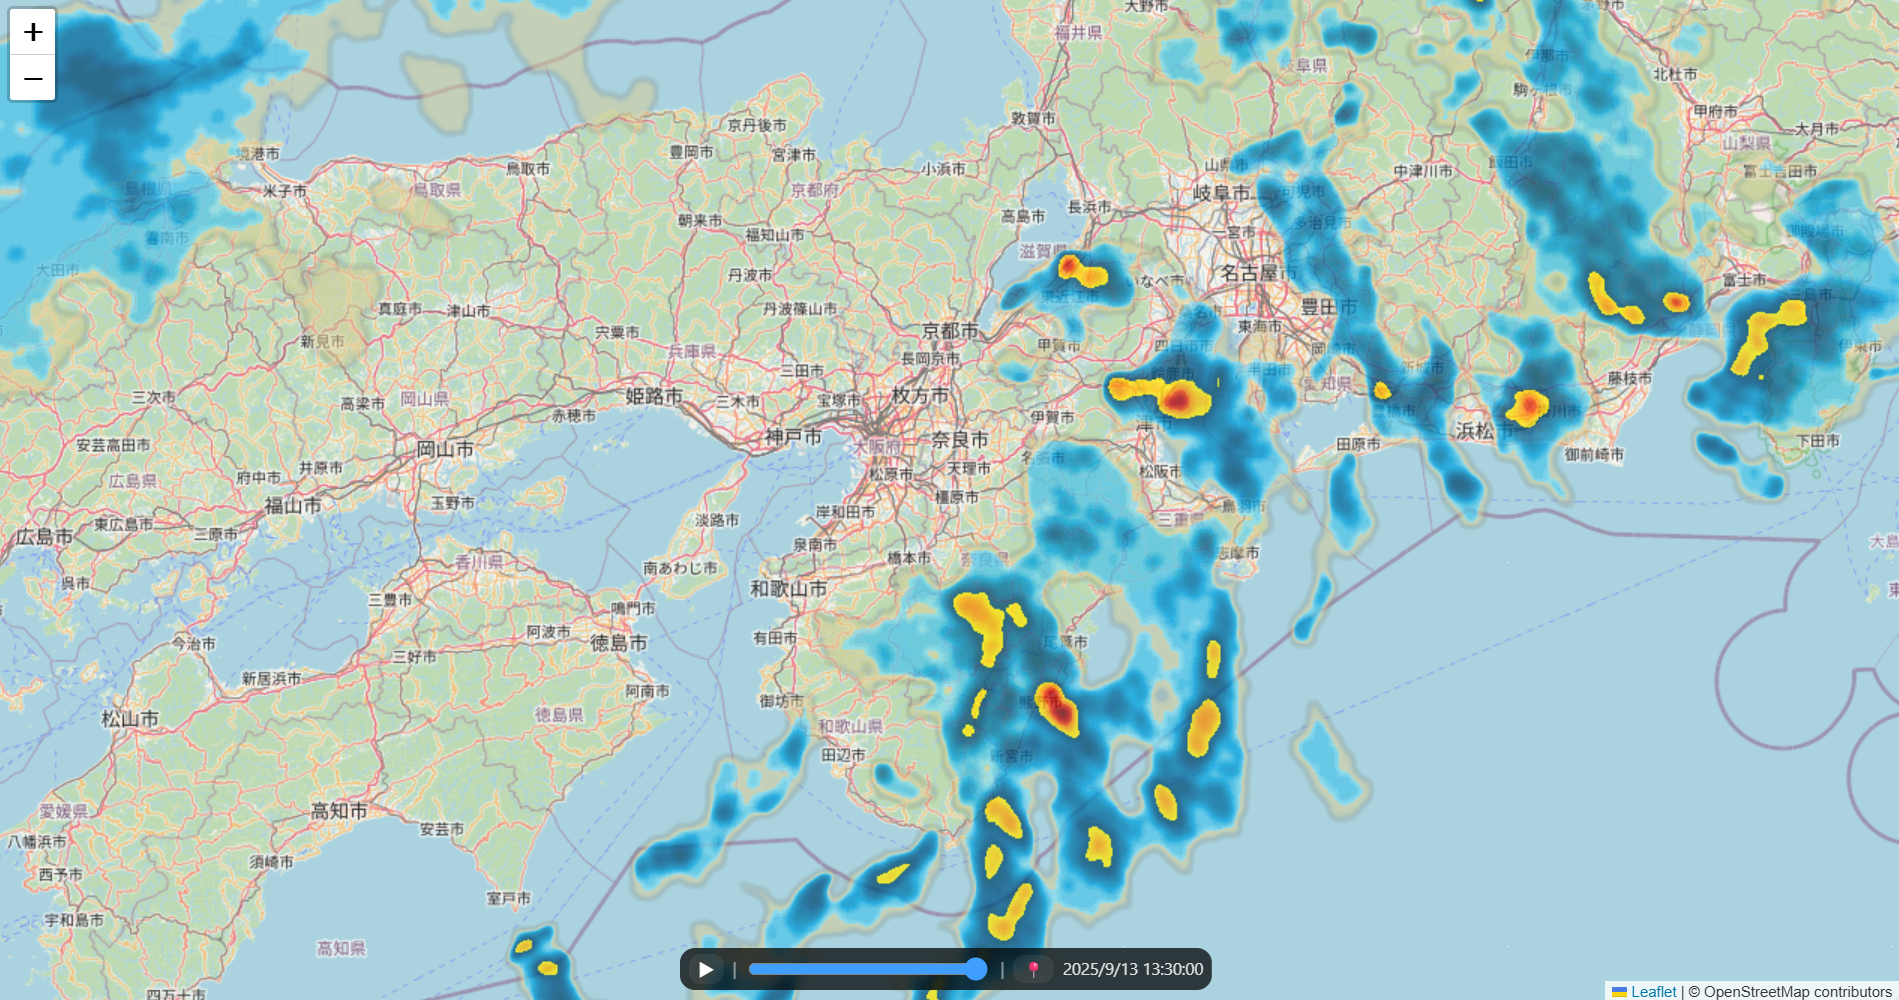 +
−
大野市
茅野市
福井県
岐阜県
伊那市
北杜市
駒ヶ根市
甲府市
敦賀市
京丹後市
大月市
山梨県
境港市
豊岡市
宮津市
小浜市
鳥取市
山県市
飯田市
中津川市
富士吉田市
島根県
米子市
鳥取県
京都府
岐阜市
可児市
長浜市
高島市
朝来市
福知山市
多治見市
一宮市
御殿場市
雲南市
滋賀県
大田市
丹波市
いなべ市
名古屋市
富士市
東近江市
三島市
真庭市
津山市
丹波篠山市
桑名市
豊田市
宍粟市
京都市
東海市
静岡県
新見市
兵庫県
長岡京市
甲賀市
四日市市
岡崎市
伊東市
三田市
鈴鹿市
半田市
新城市
愛知県
藤枝市
三次市
高梁市
岡山県
姫路市
三木市
宝塚市
枚方市
赤穂市
伊賀市
津市
豊橋市
掛川市
浜松市
安芸高田市
岡山市
神戸市
大阪府
奈良市
田原市
御前崎市
下田市
名張市
井原市
府中市
松原市
天理市
松阪市
広島県
福山市
玉野市
橿原市
鳥羽市
東広島市
三原市
淡路市
岸和田市
三重県
広島市
泉南市
橋本市
奈良県
志摩市
大島
香川県
南あわじ市
呉市
和歌山市
三豊市
鳴門市
今治市
阿波市
徳島市
有田市
尾鷲市
三好市
新居浜市
阿南市
御坊市
熊野市
松山市
徳島県
和歌山県
田辺市
新宮市
愛媛県
高知市
安芸市
八幡浜市
須崎市
西予市
室戸市
宇和島市
高知県
四万十市
2025/9/13 13:30:00
Leaflet | © OpenStreetMap contributors